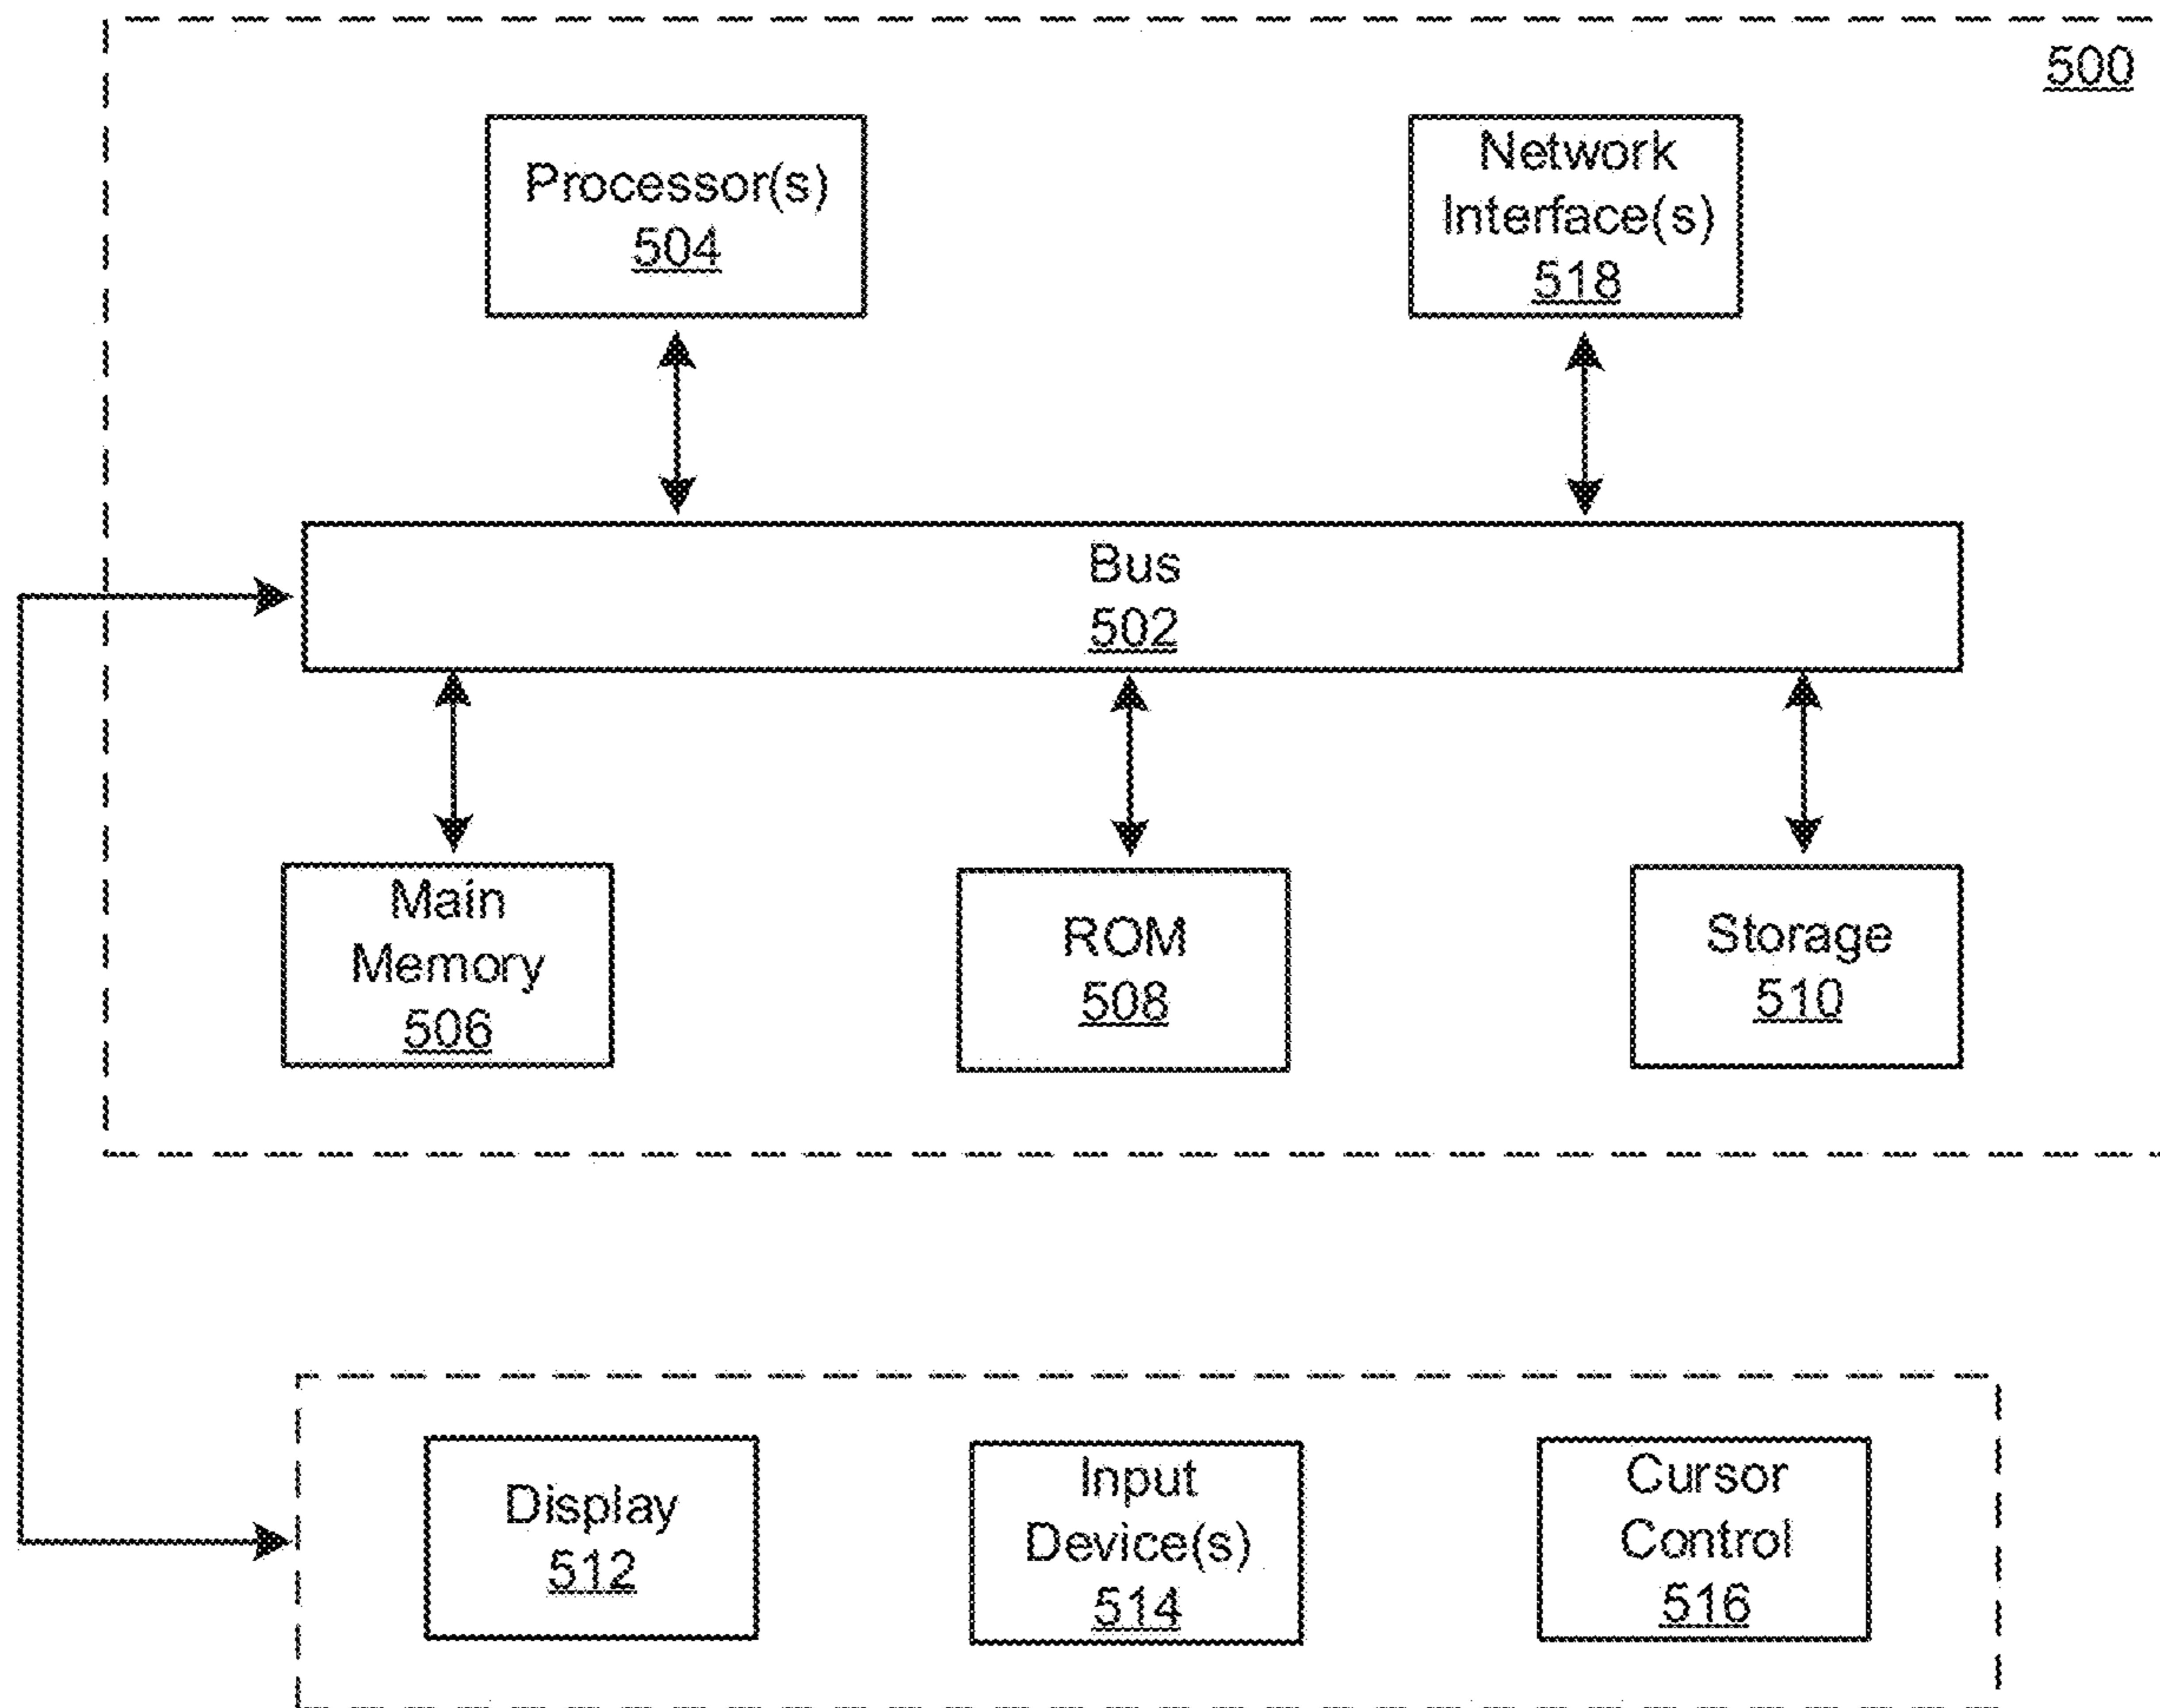 500
Processor(s)
504
Network
Interface(s)
518
Bus
502
Main
Memory
506
ROM
508
Storage
510
Display
512
Input
Device(s)
514
Cursor
Control
516